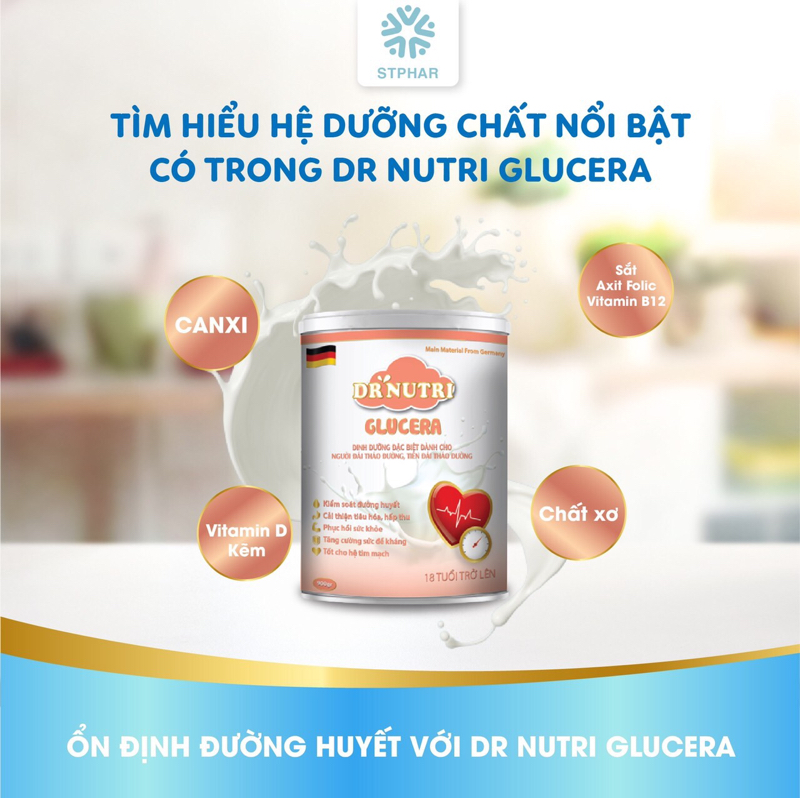 STPHAR
TÌM HIỂU HỆ DƯỠNG CHẤT NỔI BẬT
CÓ TRONG DR NUTRI GLUCERA
CANXI
Sắt
Axit Folic
Vitamin B12
Main Material From Germany
DR NUTRI
GLUCERA
DINH DƯỠNG ĐẶC BIỆT DÀNH CHO
NGƯỜI ĐÁI THÁO ĐƯỜNG, TIỀN ĐÁI THÁO ĐƯỜNG
Kiểm soát đường huyết
Cải thiện tiêu hóa, hấp thu
Phục hồi sức khỏe
Tăng cường sức đề kháng
Tốt cho hệ tim mạch
Vitamin D
Kẽm
Chất xơ
18 TUỔI TRỞ LÊN
ỔN ĐỊNH ĐƯỜNG HUYẾT VỚI DR NUTRI GLUCERA